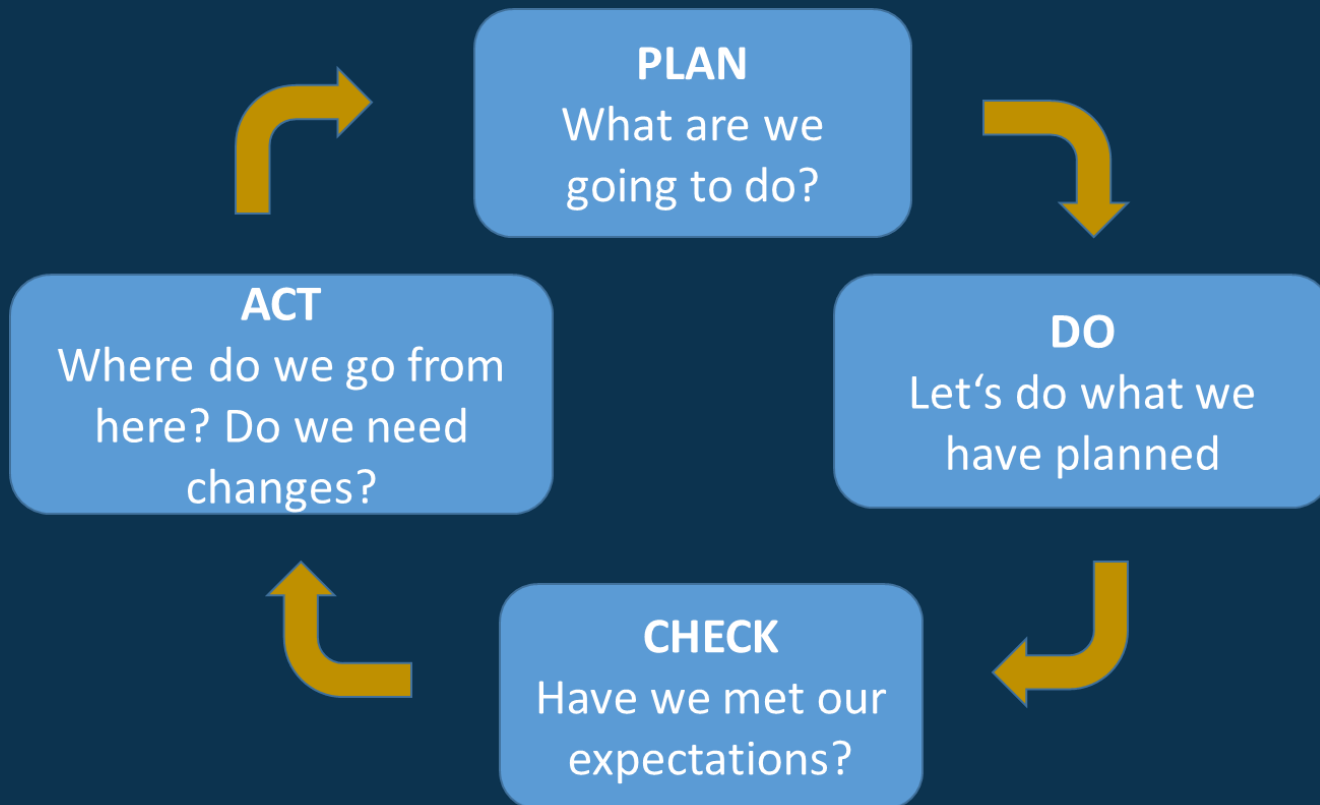 PLAN
What are we
going to do?
DO
Let‘s do what we
have planned
CHECK
Have we met our
expectations?
ACT
Where do we go from
here? Do we need
changes?